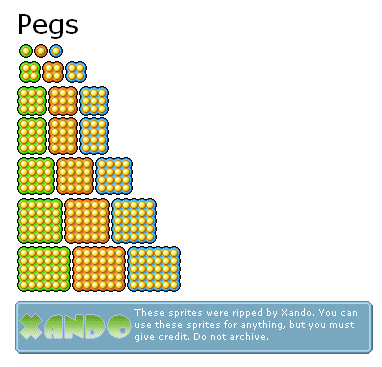 Pegs
XANDO
These sprites were ripped by Xando. You can
use these sprites for anything, but you must
give credit. Do not archive.